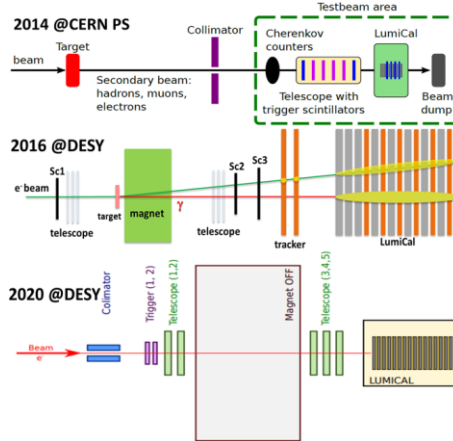 2014 @CERN PS
Collimator
Testbeam area
Target
Cherenkov
counters
LumiCal
beam
Secondary beam:
hadrons, muons,
electrons
Telescope with
trigger scintillators
Beam
dump
2016 @DESY
Sc1
Sc2
Sc3
e- beam
telescope
target
magnet
γ
telescope
tracker
LumiCal
2020 @DESY
Colimator
Trigger (1, 2)
Telescope (1,2)
Magnet OFF
Telescope (3,4,5)
Beam
e-
LUMICAL